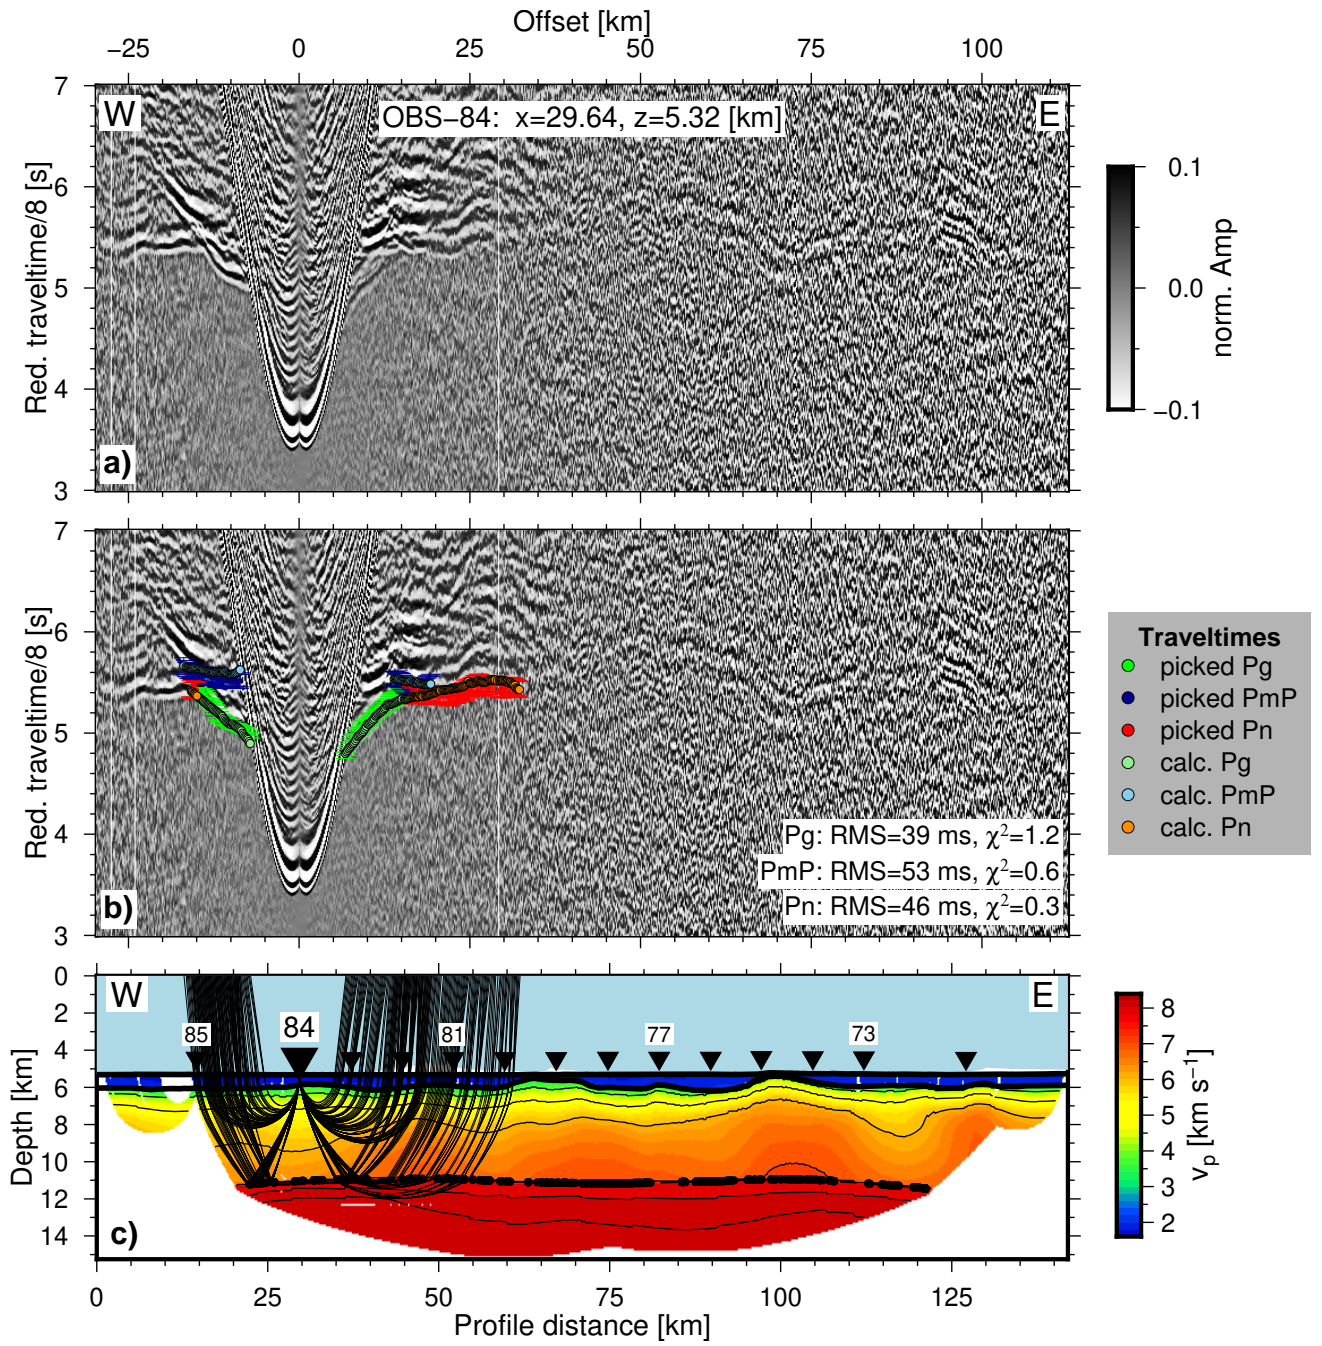 Offset [km]
−25 0 25 50 75 100
7
6
5
4
3
Red. traveltime/8 [s]
W
OBS−84: x=29.64, z=5.32 [km]
E
a)
0.1
0.0
−0.1
norm. Amp
7
6
5
4
3
Red. traveltime/8 [s]
b)
Pg: RMS=39 ms, χ²=1.2
PmP: RMS=53 ms, χ²=0.6
Pn: RMS=46 ms, χ²=0.3
Traveltimes
picked Pg
picked PmP
picked Pn
calc. Pg
calc. PmP
calc. Pn
0
2
4
6
8
10
12
14
Depth [km]
W
E
85 84 81 77 73
c)
8
7
6
5
4
3
2
vₚ [km s⁻¹]
0 25 50 75 100 125
Profile distance [km]